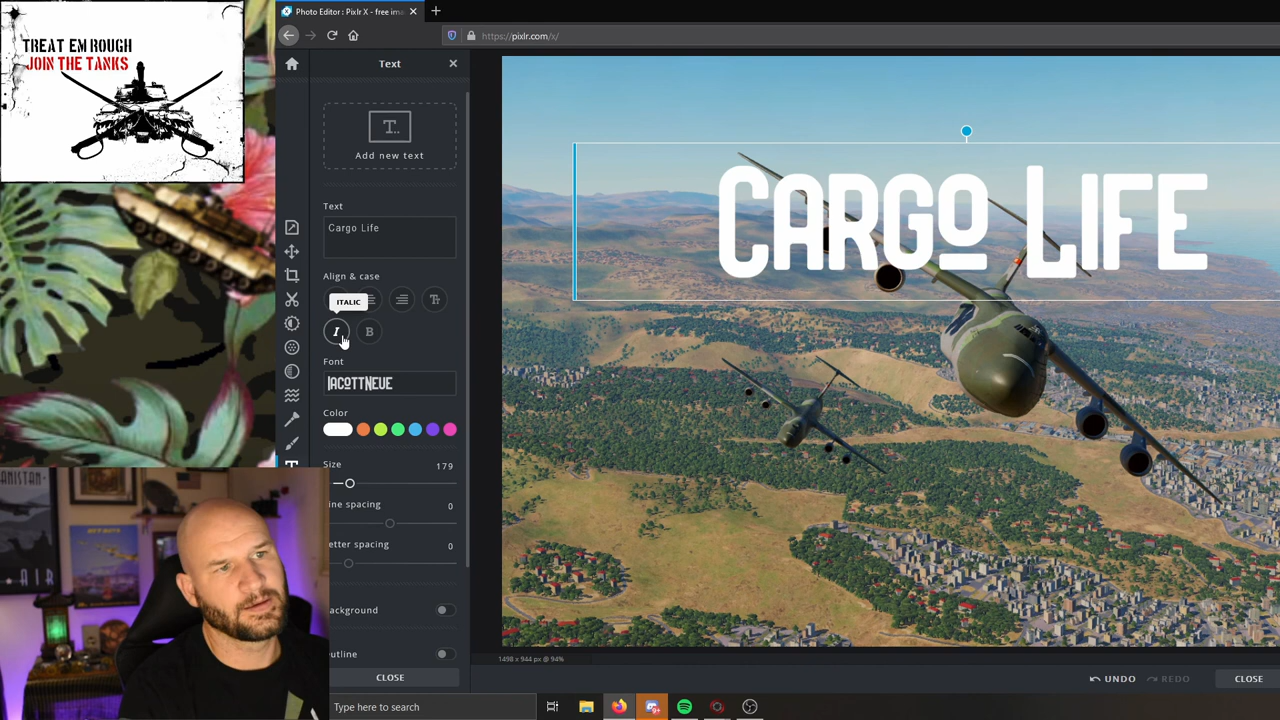 TREAT EM ROUGH
JOIN THE TANKS
Photo Editor : Pixlr X - free ima
https://pixlr.com/x/
Text
Add new text
Text
Cargo Life
Align & case
ITALIC
I B
Font
JACOTTNEUE
Color
Size 179
ine spacing 0
etter spacing 0
ackground
utline
CLOSE
CARGO LIFE
1498 x 944 px @ 94%
UNDO REDO CLOSE
Type here to search
AIR